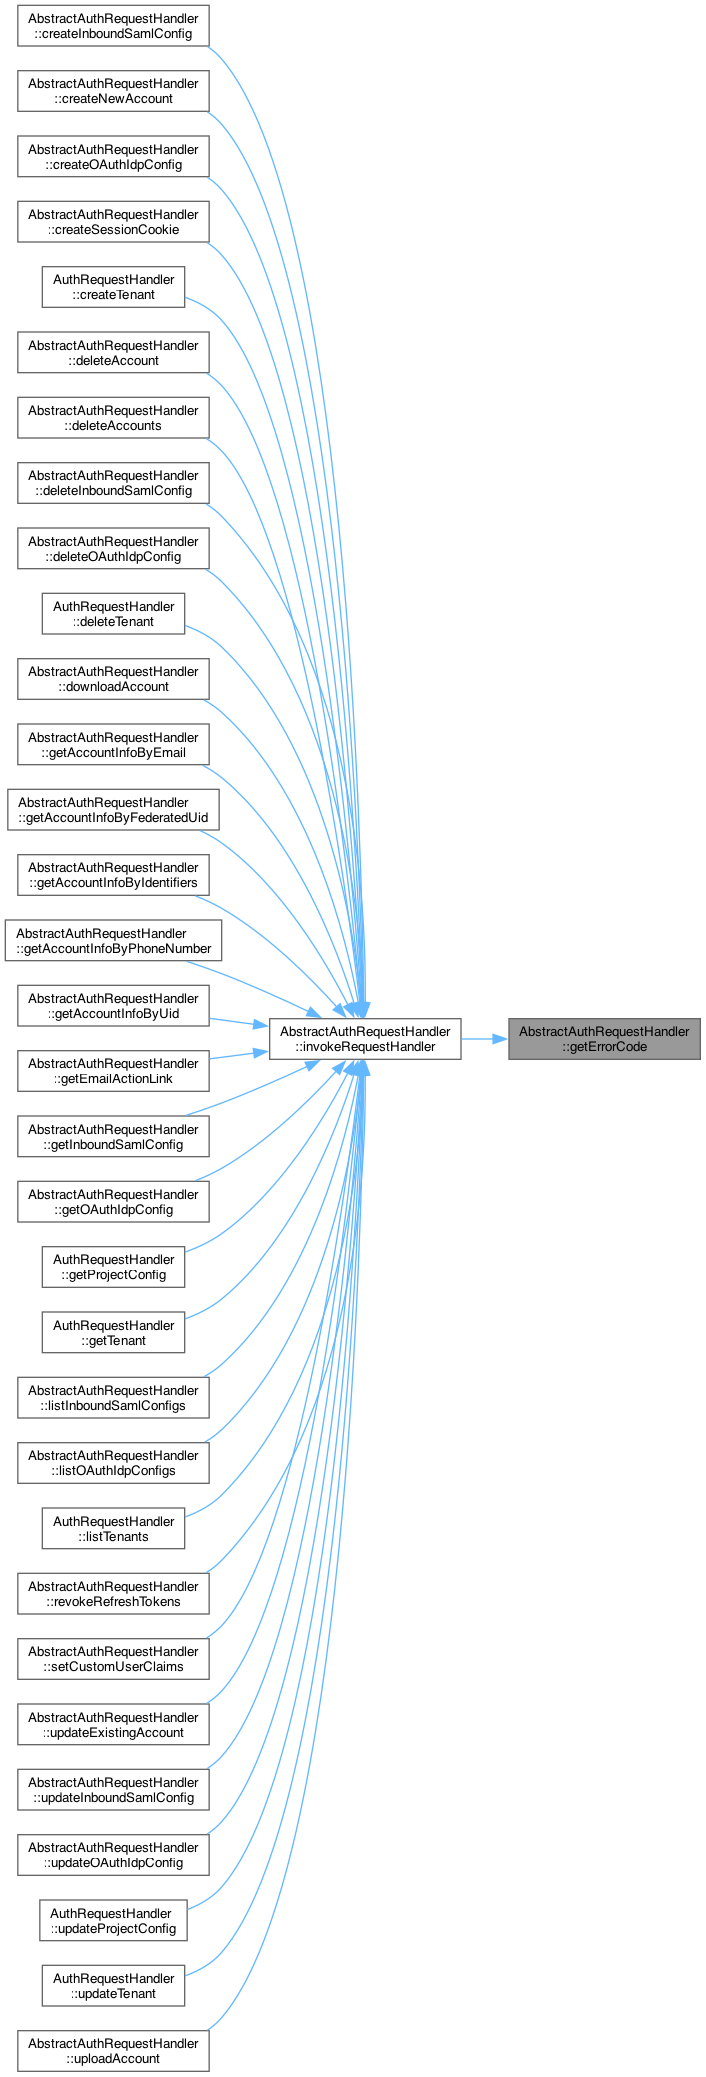 AbstractAuthRequestHandler
::createInboundSamlConfig
AbstractAuthRequestHandler
::createNewAccount
AbstractAuthRequestHandler
::createOAuthIdpConfig
AbstractAuthRequestHandler
::createSessionCookie
AuthRequestHandler
::createTenant
AbstractAuthRequestHandler
::deleteAccount
AbstractAuthRequestHandler
::deleteAccounts
AbstractAuthRequestHandler
::deleteInboundSamlConfig
AbstractAuthRequestHandler
::deleteOAuthIdpConfig
AuthRequestHandler
::deleteTenant
AbstractAuthRequestHandler
::downloadAccount
AbstractAuthRequestHandler
::getAccountInfoByEmail
AbstractAuthRequestHandler
::getAccountInfoByFederatedUid
AbstractAuthRequestHandler
::getAccountInfoByIdentifiers
AbstractAuthRequestHandler
::getAccountInfoByPhoneNumber
AbstractAuthRequestHandler
::getAccountInfoByUid
AbstractAuthRequestHandler
::invokeRequestHandler
AbstractAuthRequestHandler
::getErrorCode
AbstractAuthRequestHandler
::getEmailActionLink
AbstractAuthRequestHandler
::getInboundSamlConfig
AbstractAuthRequestHandler
::getOAuthIdpConfig
AuthRequestHandler
::getProjectConfig
AuthRequestHandler
::getTenant
AbstractAuthRequestHandler
::listInboundSamlConfigs
AbstractAuthRequestHandler
::listOAuthIdpConfigs
AuthRequestHandler
::listTenants
AbstractAuthRequestHandler
::revokeRefreshTokens
AbstractAuthRequestHandler
::setCustomUserClaims
AbstractAuthRequestHandler
::updateExistingAccount
AbstractAuthRequestHandler
::updateInboundSamlConfig
AbstractAuthRequestHandler
::updateOAuthIdpConfig
AuthRequestHandler
::updateProjectConfig
AuthRequestHandler
::updateTenant
AbstractAuthRequestHandler
::uploadAccount